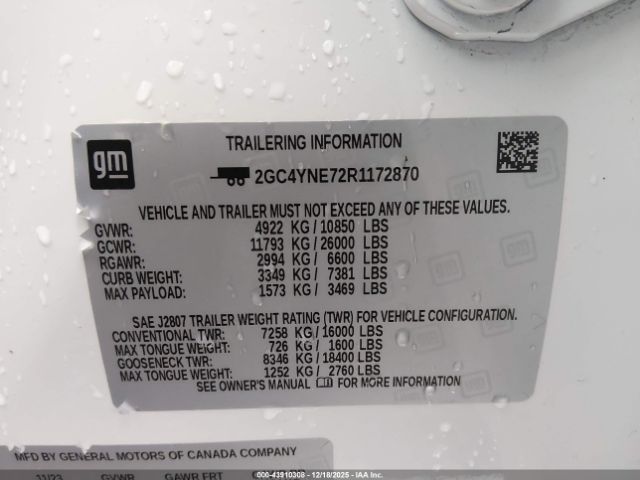 gm
TRAILERING INFORMATION
2GC4YNE72R1172870
VEHICLE AND TRAILER MUST NOT EXCEED ANY OF THESE VALUES.
GVWR: 4922 KG / 10850 LBS
GCWR: 11793 KG / 26000 LBS
RGAWR: 2994 KG / 6600 LBS
CURB WEIGHT: 3349 KG / 7381 LBS
MAX PAYLOAD: 1573 KG / 3469 LBS
SAE J2807 TRAILER WEIGHT RATING (TWR) FOR VEHICLE CONFIGURATION.
CONVENTIONAL TWR: 7258 KG / 16000 LBS
MAX TONGUE WEIGHT: 726 KG / 1600 LBS
GOOSENECK TWR: 8346 KG / 18400 LBS
MAX TONGUE WEIGHT: 1252 KG / 2760 LBS
SEE OWNER'S MANUAL FOR MORE INFORMATION.
MFD BY GENERAL MOTORS OF CANADA COMPANY
11/23 GVWR GAWR FRT
000-43910308 - 12/18/2025 - IAA Inc.